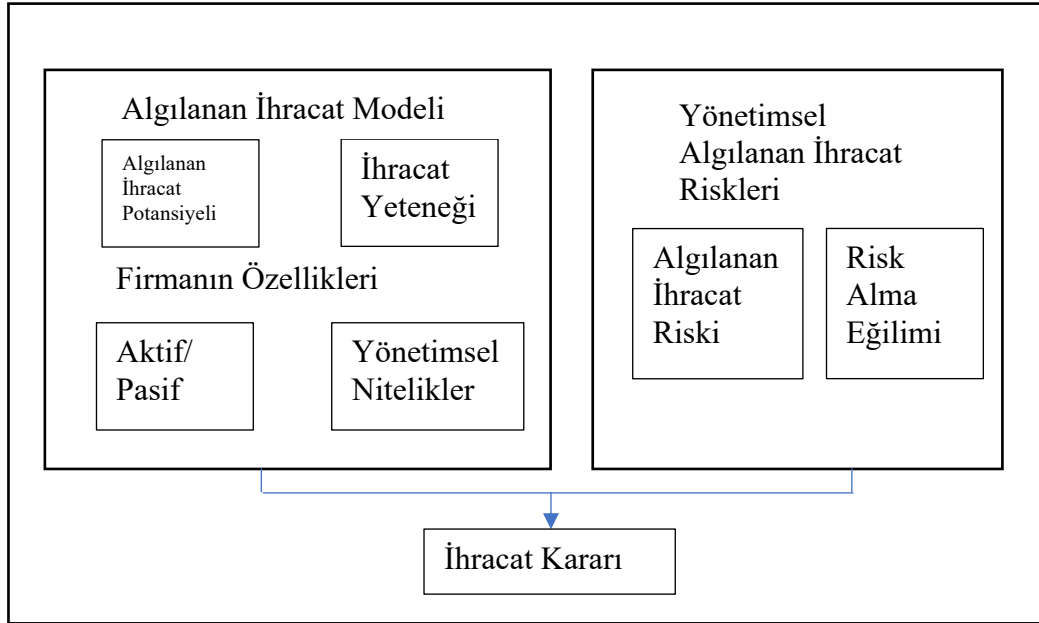 Algılanan İhracat Modeli
Algılanan
İhracat
Potansiyeli
İhracat
Yeteneği
Firmanın Özellikleri
Aktif/
Pasif
Yönetimsel
Nitelikler
Yönetimsel
Algılanan İhracat
Riskleri
Algılanan
İhracat
Riski
Risk
Alma
Eğilimi
İhracat Kararı